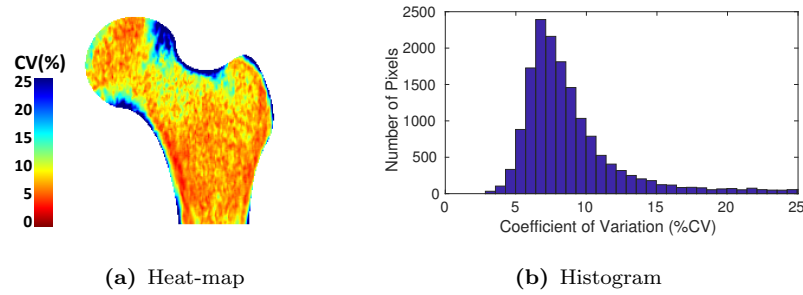 CV(%)
25
20
15
10
5
0
Number of Pixels
2500
2000
1500
1000
500
0
0 5 10 15 20 25
Coefficient of Variation (%CV)
(a) Heat-map
(b) Histogram